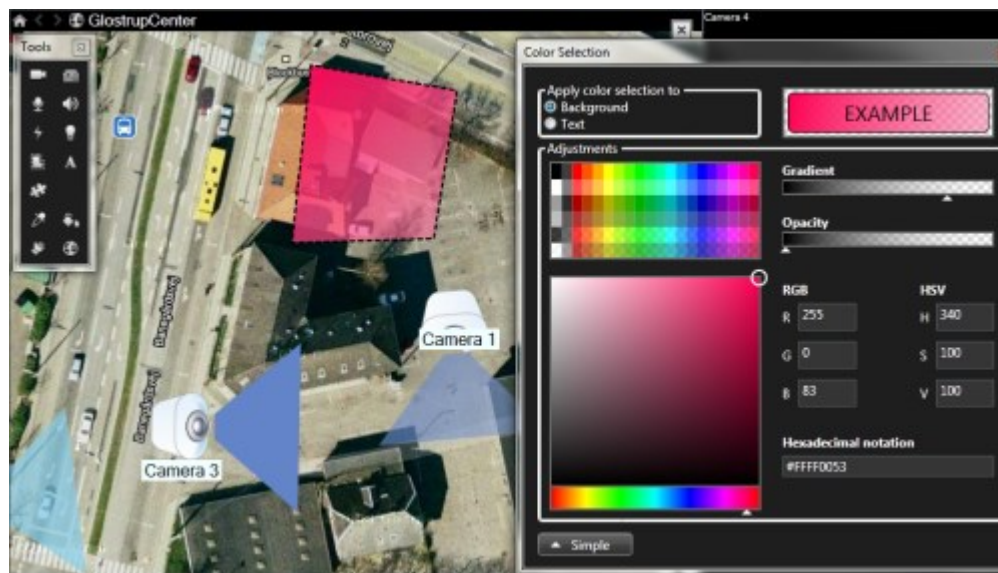 GlostrupCenter
Camera 4
Tools
Color Selection
Apply color selection to
Background
Text
EXAMPLE
Adjustments
Gradient
Opacity
RGB
HSV
R 255
H 340
G 0
S 100
B 83
V 100
Hexadecimal notation
#FFFF0053
Simple
Camera 1
Camera 3
A